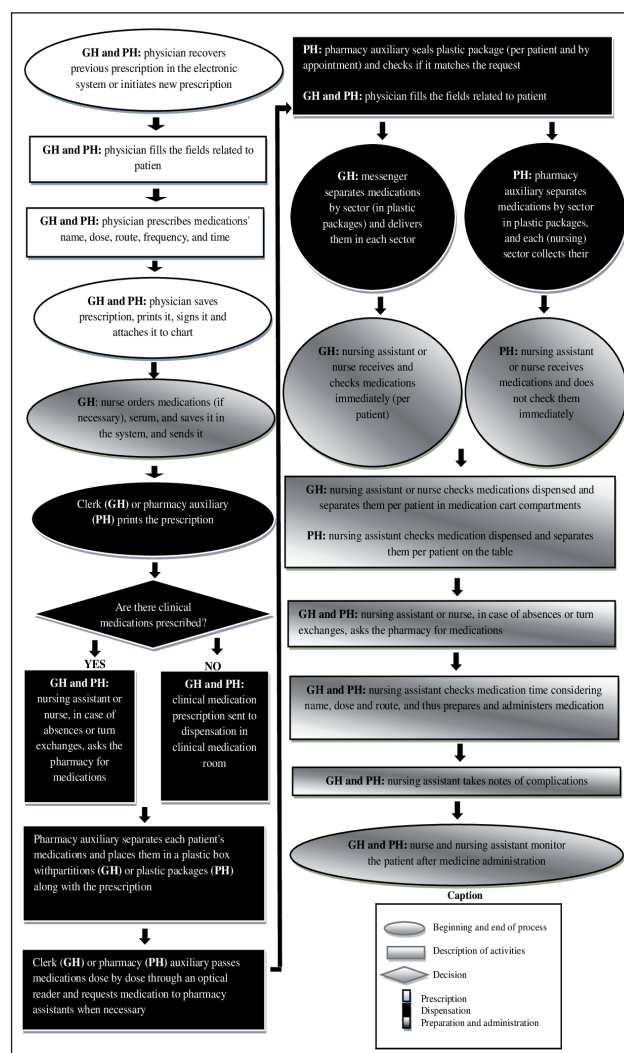 GH and PH: physician recovers
previous prescription in the electronic
system or initiates new prescription
GH and PH: physician fills the fields related to
patien
GH and PH: physician prescribes medications'
name, dose, route, frequency, and time
GH and PH: physician saves
prescription, prints it, signs it and
attaches it to chart
GH: nurse orders medications (if
necessary), serum, and saves it in
the system, and sends it
Clerk (GH) or pharmacy auxiliary
(PH) prints the prescription
Are there clinical
medications prescribed?
YES
NO
GH and PH:
nursing assistant or
nurse, in case of
absences or turn
exchanges, asks the
pharmacy for
medications
GH and PH:
clinical medication
prescription sent to
dispensation in
clinical medication
room
Pharmacy auxiliary separates each patient's
medications and places them in a plastic box
withpartitions (GH) or plastic packages (PH)
along with the prescription
Clerk (GH) or pharmacy (PH) auxiliary passes
medications dose by dose through an optical
reader and requests medication to pharmacy
assistants when necessary
PH: pharmacy auxiliary seals plastic package (per patient and by
appointment) and checks if it matches the request
GH and PH: physician fills the fields related to patient
GH: messenger
separates medications
by sector (in plastic
packages) and delivers
them in each sector
PH: pharmacy
auxiliary separates
medications by sector
in plastic packages,
and each (nursing)
sector collects their
GH: nursing assistant or
nurse receives and
checks medications
immediately (per
patient)
PH: nursing assistant
or nurse receives
medications and does
not check them
immediately
GH: nursing assistant or nurse checks medications dispensed and
separates them per patient in medication cart compartments
PH: nursing assistant checks medication dispensed and separates
them per patient on the table
GH and PH: nursing assistant or nurse, in case of absences or turn
exchanges, asks the pharmacy for medications
GH and PH: nursing assistant checks medication time considering
name, dose and route, and thus prepares and administers medication
GH and PH: nursing assistant takes notes of complications
GH and PH: nurse and nursing assistant monitor
the patient after medicine administration
Caption
Beginning and end of process
Description of activities
Decision
Prescription
Dispensation
Preparation and administration